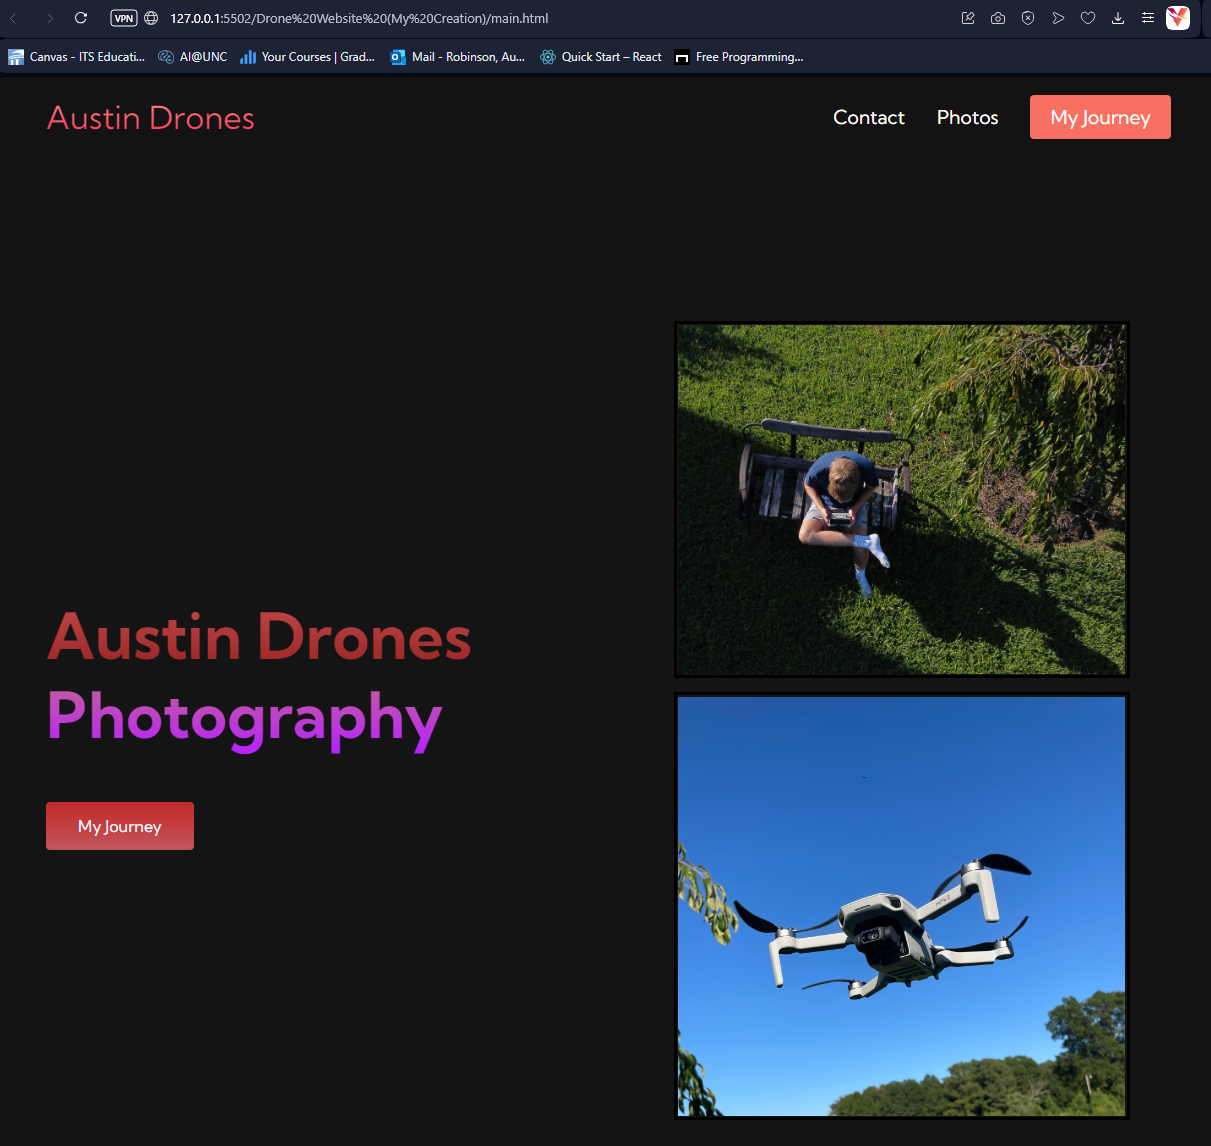 VPN 127.0.0.1:5502/Drone%20Website%20(My%20Creation)/main.html
Canvas - ITS Educati... AI@UNC Your Courses | Grad... Mail - Robinson, Au... Quick Start – React Free Programming...
Austin Drones Contact Photos My Journey
Austin Drones
Photography
My Journey